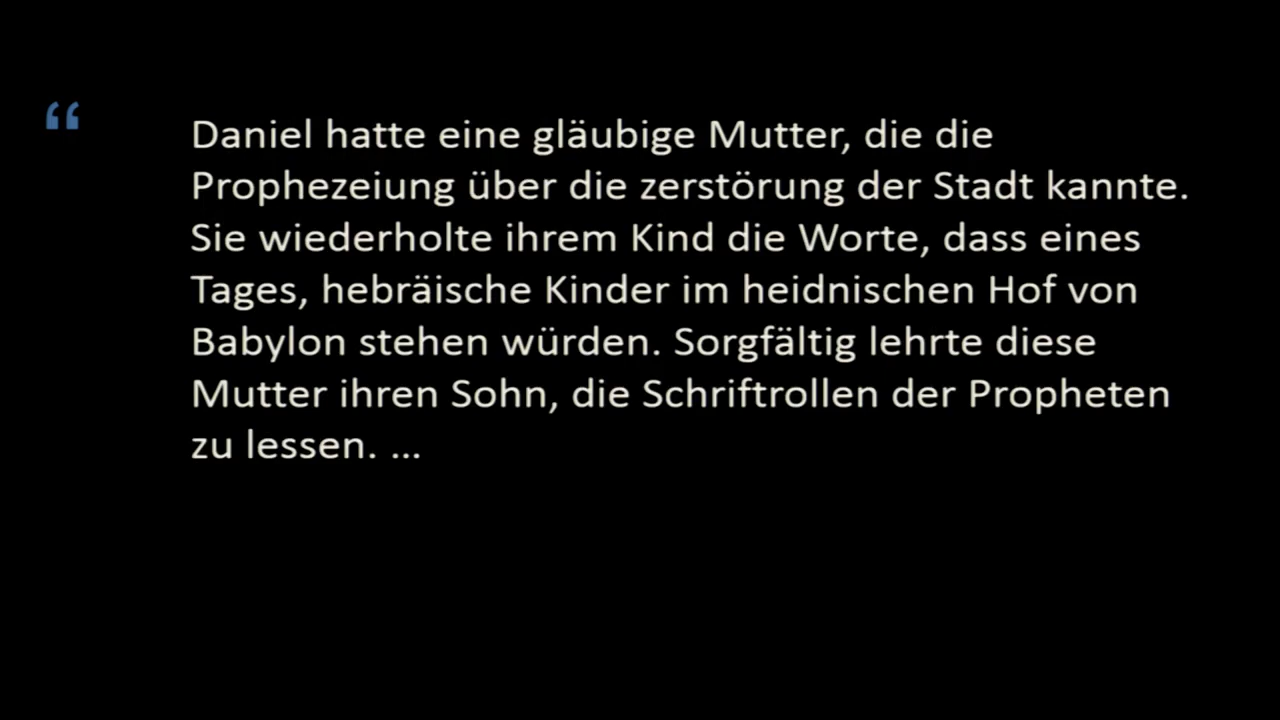 “
Daniel hatte eine gläubige Mutter, die die
Prophezeiung über die zerstörung der Stadt kannte.
Sie wiederholte ihrem Kind die Worte, dass eines
Tages, hebräische Kinder im heidnischen Hof von
Babylon stehen würden. Sorgfältig lehrte diese
Mutter ihren Sohn, die Schriftrollen der Propheten
zu lessen. ...